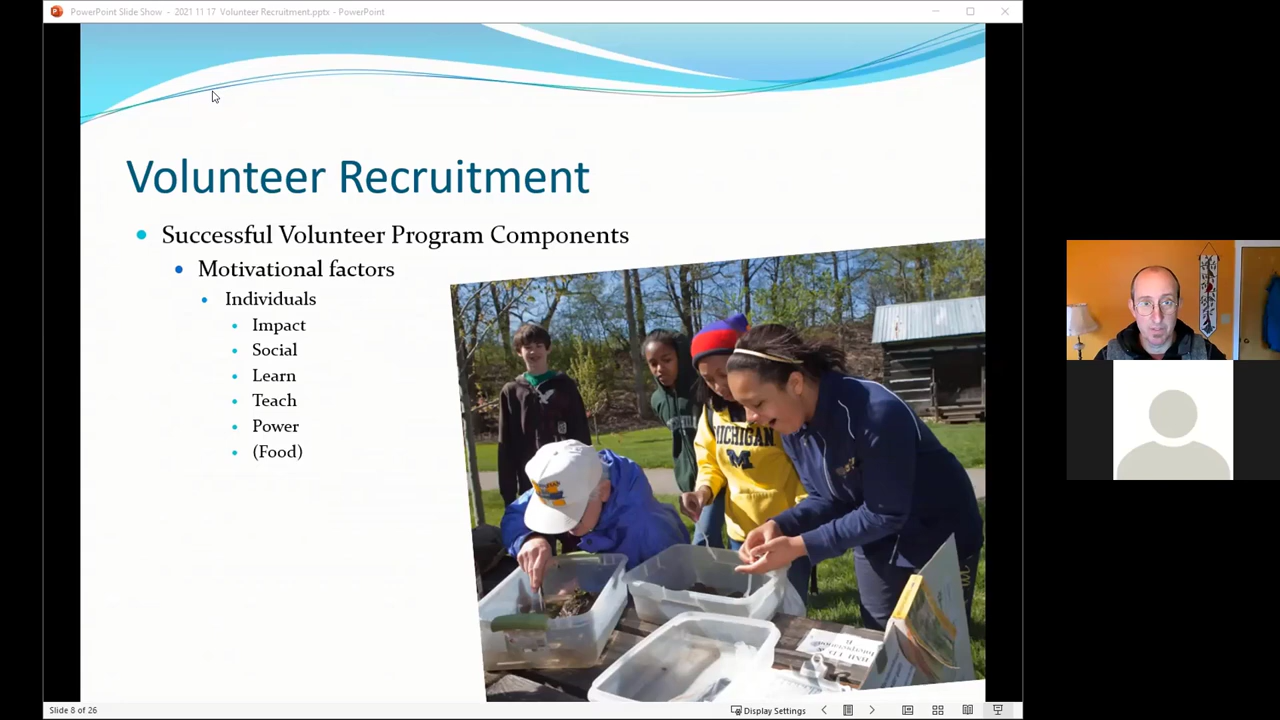 PowerPoint Slide Show - 2021 11 17 Volunteer Recruitment.pptx - PowerPoint
Volunteer Recruitment
Successful Volunteer Program Components
Motivational factors
Individuals
Impact
Social
Learn
Teach
Power
(Food)
MICHIGAN
M
Slide 8 of 26
Display Settings